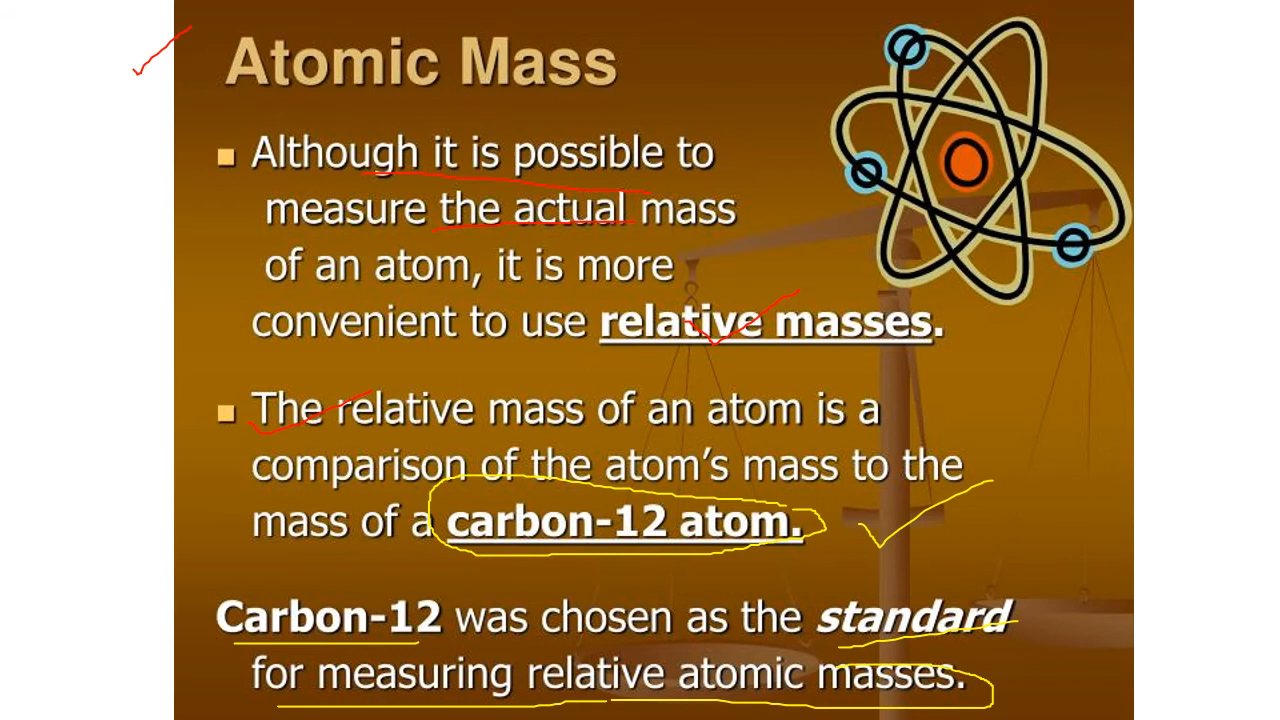 Atomic Mass
Although it is possible to
measure the actual mass
of an atom, it is more
convenient to use relative masses.
The relative mass of an atom is a
comparison of the atom’s mass to the
mass of a carbon-12 atom.
Carbon-12 was chosen as the standard
for measuring relative atomic masses.